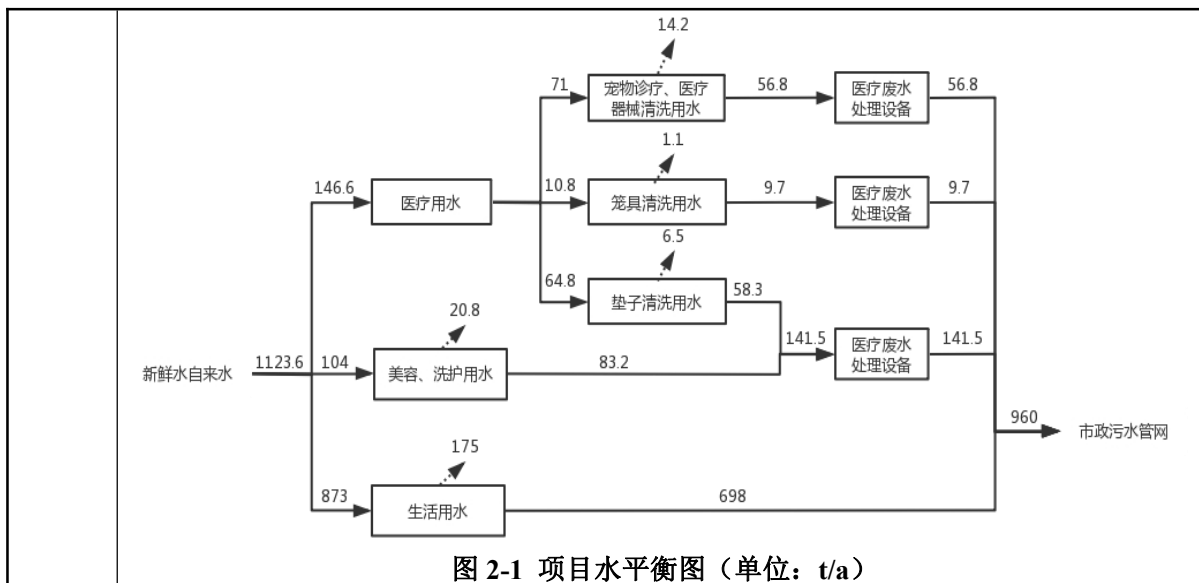 14.2
71
宠物诊疗、医疗
器械清洗用水
56.8
医疗废水
处理设备
56.8
1.1
146.6
医疗用水
10.8
笼具清洗用水
9.7
医疗废水
处理设备
9.7
6.5
64.8
垫子清洗用水
58.3
20.8
141.5
医疗废水
处理设备
141.5
新鲜水自来水
1123.6
104
美容、洗护用水
83.2
960
市政污水管网
175
873
生活用水
698
图 2-1 项目水平衡图（单位：t/a）